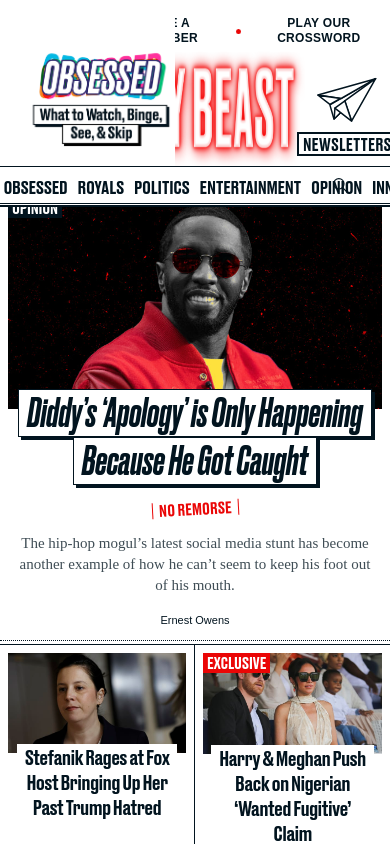 E A
BER
PLAY OUR
CROSSWORD
OBSESSED
What to Watch, Binge,
See, & Skip
Y BEAST
NEWSLETTERS
OBSESSED ROYALS POLITICS ENTERTAINMENT OPINION INN
OPINION
Diddy’s ‘Apology’ is Only Happening
Because He Got Caught
NO REMORSE
The hip-hop mogul’s latest social media stunt has become
another example of how he can’t seem to keep his foot out
of his mouth.
Ernest Owens
Stefanik Rages at Fox
Host Bringing Up Her
Past Trump Hatred
EXCLUSIVE
Harry & Meghan Push
Back on Nigerian
‘Wanted Fugitive’
Claim